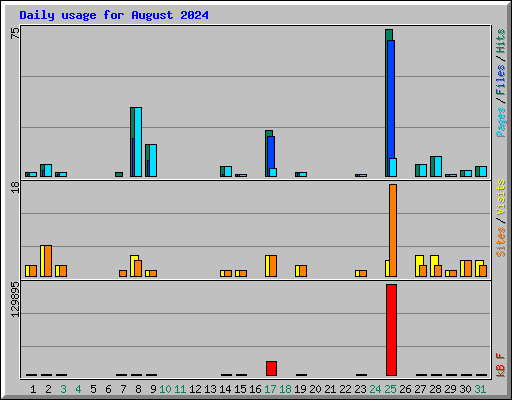 Daily usage for August 2024
75
Pages / Files / Hits
18
Sites / Visits
129895
kB F
1 2 3 4 5 6 7 8 9 10 11 12 13 14 15 16 17 18 19 20 21 22 23 24 25 26 27 28 29 30 31